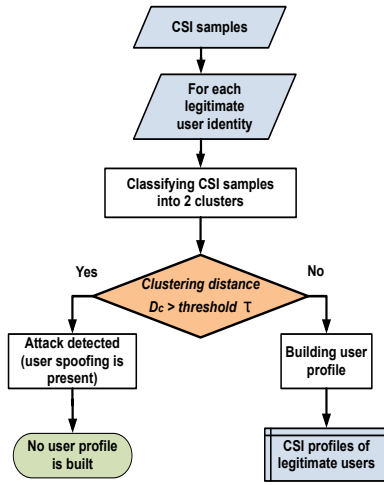 CSI samples
For each
legitimate
user identity
Classifying CSI samples
into 2 clusters
Clustering distance
Dc > threshold τ
Yes
No
Attack detected
(user spoofing is
present)
Building user
profile
No user profile
is built
CSI profiles of
legitimate users